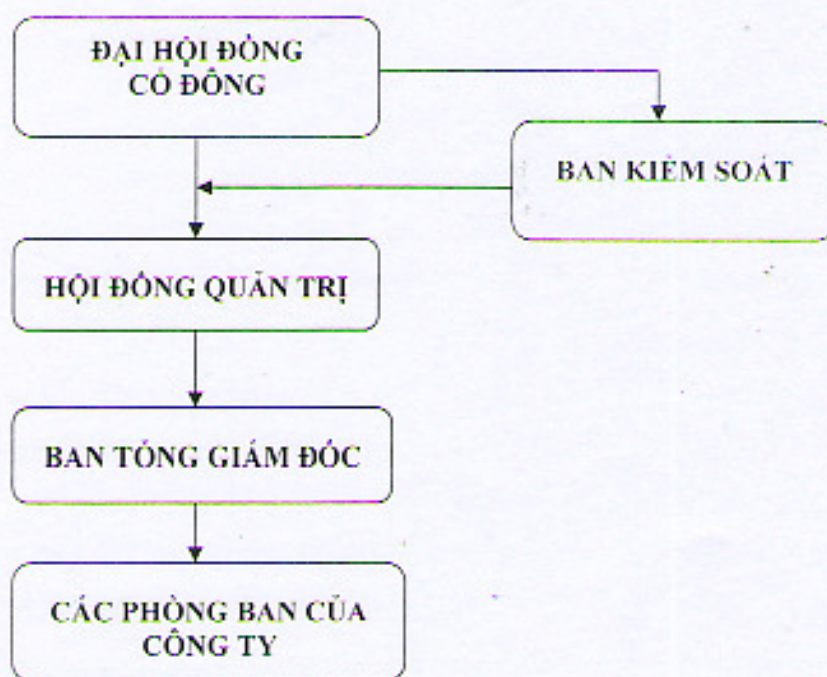 ĐẠI HỘI ĐỒNG
CỔ ĐÔNG
BAN KIỂM SOÁT
HỘI ĐỒNG QUẢN TRỊ
BAN TỔNG GIÁM ĐỐC
CÁC PHÒNG BAN CỦA
CÔNG TY